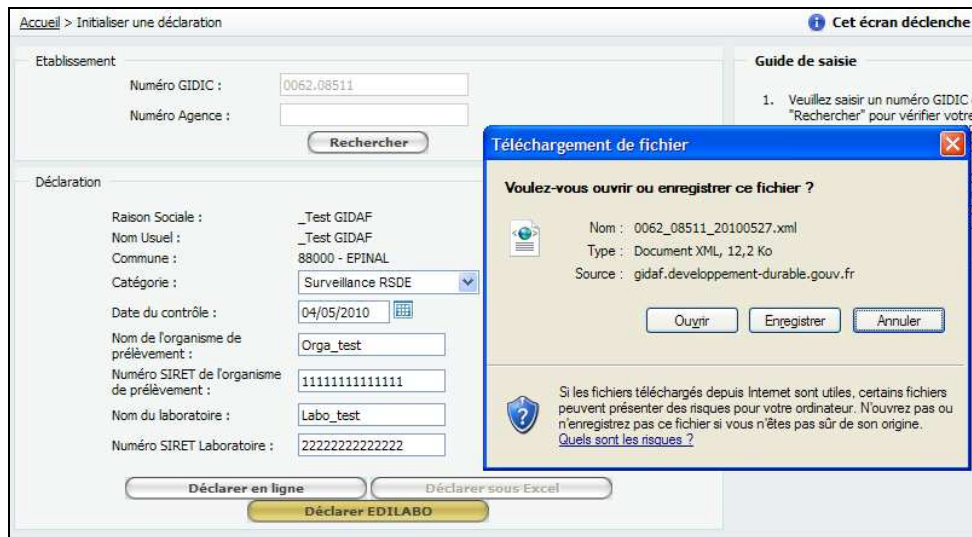 Accueil > Initialiser une déclaration
Cet écran déclenche
Etablissement
Numéro GIDIC :
0062.08511
Numéro Agence :
Rechercher
Guide de saisie
1. Veuillez saisir un numéro GIDIC
"Rechercher" pour vérifier votre
Déclaration
Raison Sociale :
_Test GIDAF
Nom Usuel :
_Test GIDAF
Commune :
88000 - EPINAL
Catégorie :
Surveillance RSDE
Date du contrôle :
04/05/2010
Nom de l'organisme de
prélèvement :
Orga_test
Numéro SIRET de l'organisme
de prélèvement :
11111111111111
Nom du laboratoire :
Labo_test
Numéro SIRET Laboratoire :
22222222222222
Déclarer en ligne
Déclarer sous Excel
Déclarer EDILABO
Téléchargement de fichier
Voulez-vous ouvrir ou enregistrer ce fichier ?
Nom : 0062_08511_20100527.xml
Type : Document XML, 12,2 Ko
Source : gidaf.developpement-durable.gouv.fr
Ouvrir
Enregistrer
Annuler
Si les fichiers téléchargés depuis Internet sont utiles, certains fichiers
peuvent présenter des risques pour votre ordinateur. N'ouvrez pas ou
n'enregistrez pas ce fichier si vous n'êtes pas sûr de son origine.
Quels sont les risques ?